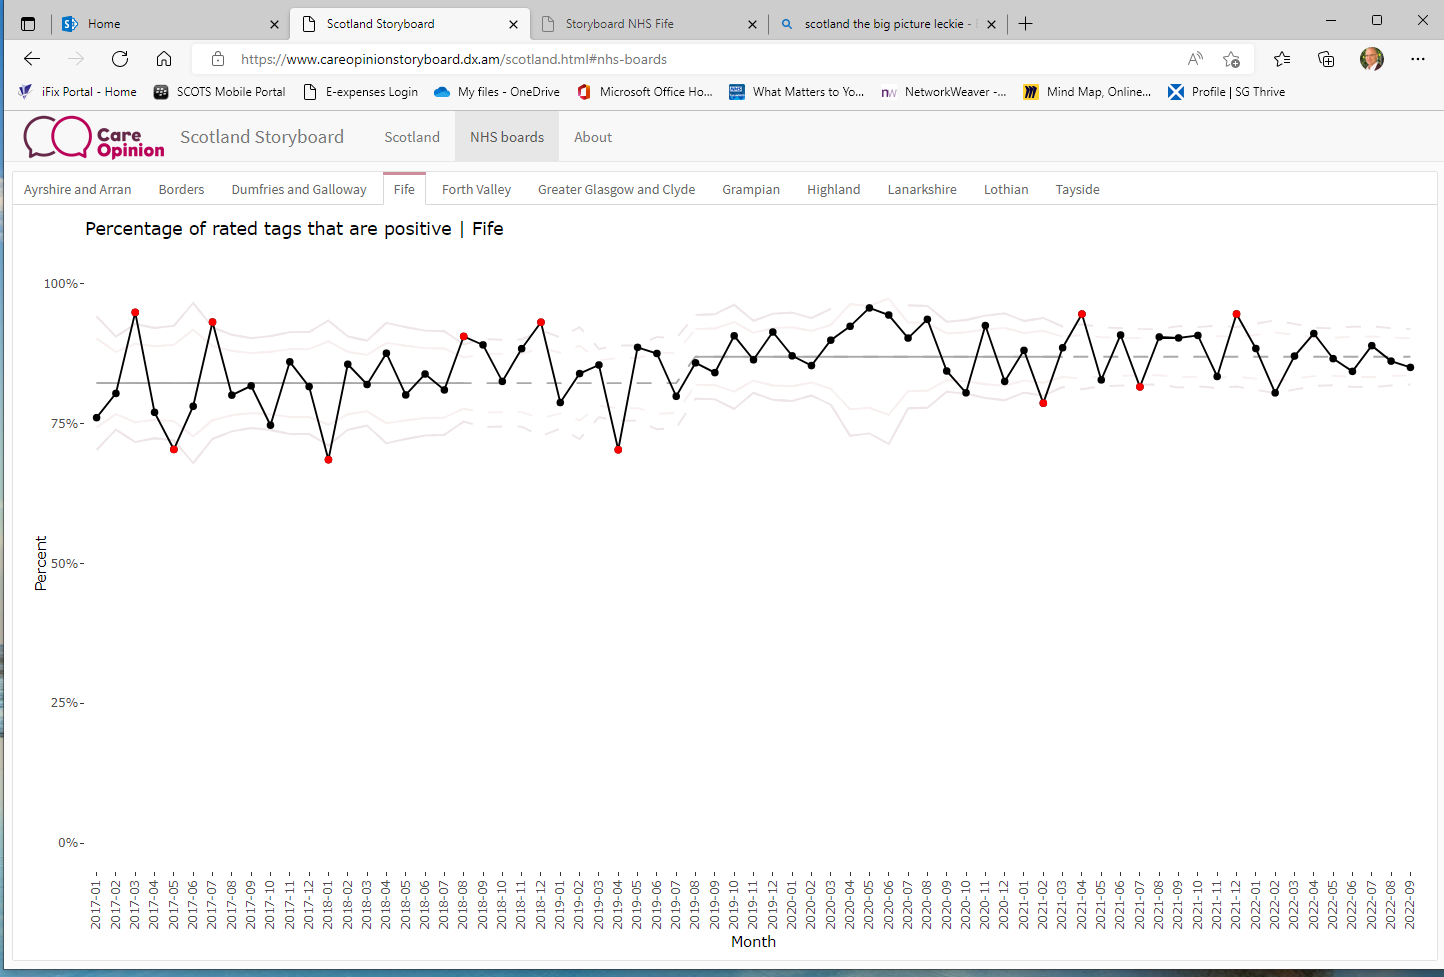 Home
Scotland Storyboard
Storyboard NHS Fife
scotland the big picture leckie -
https://www.careopinionstoryboard.dx.am/scotland.html#nhs-boards
iFix Portal - Home
SCOTS Mobile Portal
E-expenses Login
My files - OneDrive
Microsoft Office Ho...
What Matters to Yo...
NetworkWeaver -...
Mind Map, Online...
Profile | SG Thrive
Care Opinion
Scotland Storyboard
Scotland
NHS boards
About
Ayrshire and Arran
Borders
Dumfries and Galloway
Fife
Forth Valley
Greater Glasgow and Clyde
Grampian
Highland
Lanarkshire
Lothian
Tayside
Percentage of rated tags that are positive | Fife
100%
75%
50%
25%
0%
Percent
2017-01
2017-02
2017-03
2017-04
2017-05
2017-06
2017-07
2017-08
2017-09
2017-10
2017-11
2017-12
2018-01
2018-02
2018-03
2018-04
2018-05
2018-06
2018-07
2018-08
2018-09
2018-10
2018-11
2018-12
2019-01
2019-02
2019-03
2019-04
2019-05
2019-06
2019-07
2019-08
2019-09
2019-10
2019-11
2019-12
2020-01
2020-02
2020-03
2020-04
2020-05
2020-06
2020-07
2020-08
2020-09
2020-10
2020-11
2020-12
2021-01
2021-02
2021-03
2021-04
2021-05
2021-06
2021-07
2021-08
2021-09
2021-10
2021-11
2021-12
2022-01
2022-02
2022-03
2022-04
2022-05
2022-06
2022-07
2022-08
2022-09
Month